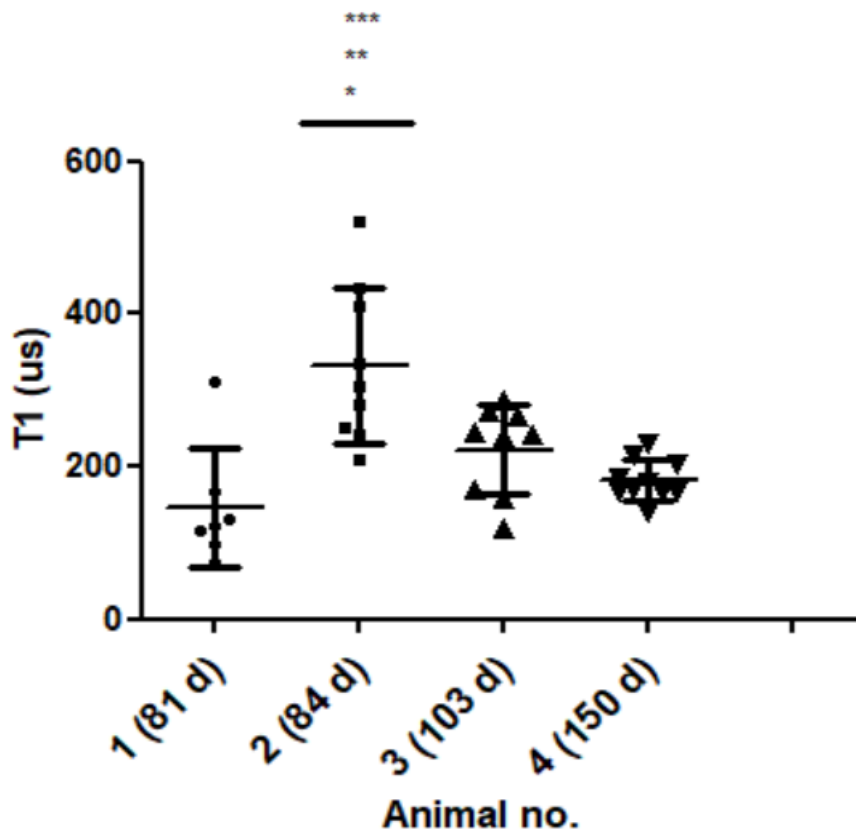 ***
**
*
600
400
200
0
T1 (us)
1 (81 d)
2 (84 d)
3 (103 d)
4 (150 d)
Animal no.